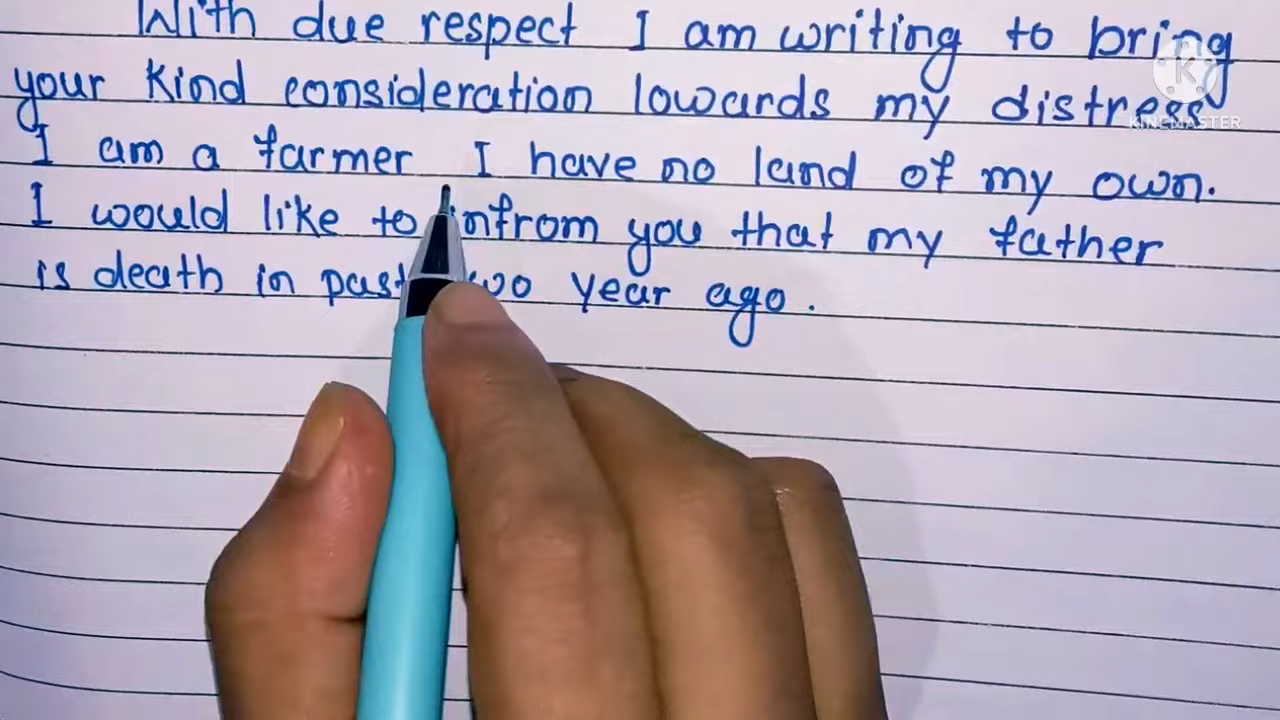 With due respect I am writing to bring
your kind consideration lowards my distress
I am a farmer I have no land of my own.
I would like to infrom you that my father
is death in past two year ago.
K
KINEMASTER